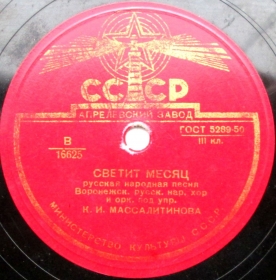 СССР
АПРЕЛЕВСКИЙ ЗАВОД
ГОСТ 5289-50
III кл.
В
16625
СВЕТИТ МЕСЯЦ
русская народная песня
Воронежск. русск. нар. хор
и орк. под упр.
К. И. МАССАЛИТИНОВА
МИНИСТЕРСТВО КУЛЬТУРЫ СССР